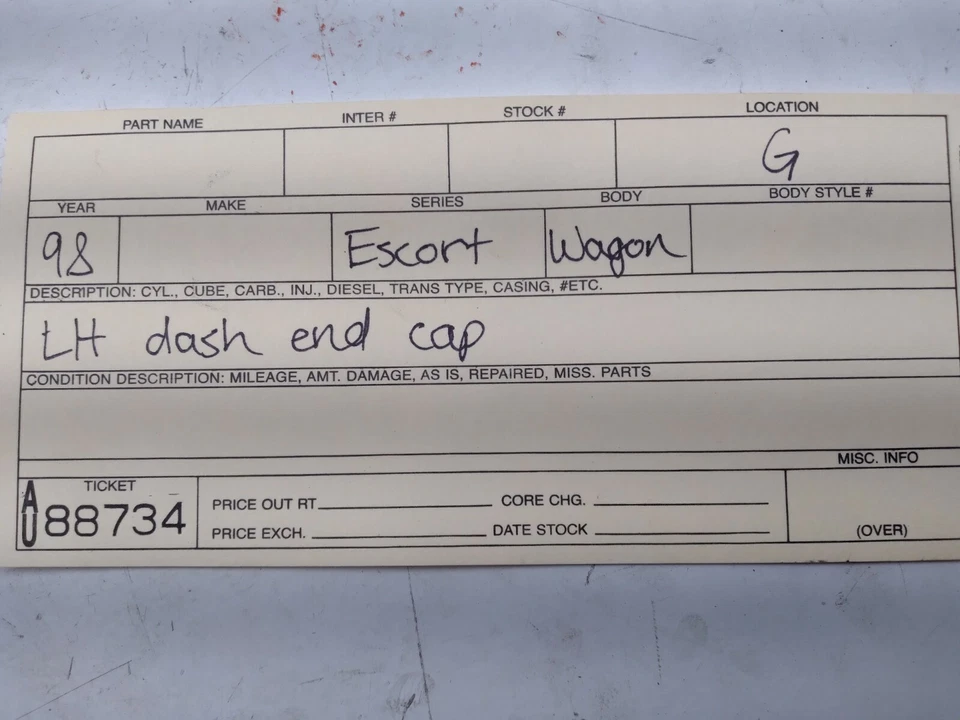 PART NAME INTER # STOCK # LOCATION
G
YEAR MAKE SERIES BODY BODY STYLE #
98 Escort Wagon
DESCRIPTION: CYL., CUBE, CARB., INJ., DIESEL, TRANS TYPE, CASING, #ETC.
LH dash end cap
CONDITION DESCRIPTION: MILEAGE, AMT. DAMAGE, AS IS, REPAIRED, MISS. PARTS
MISC. INFO
TICKET
AU 88734
PRICE OUT RT. CORE CHG.
PRICE EXCH. DATE STOCK
(OVER)